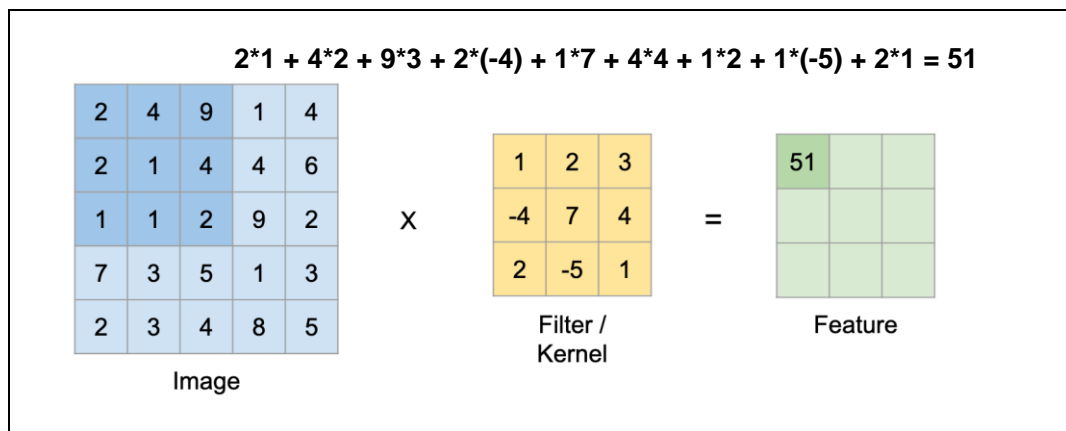 2*1 + 4*2 + 9*3 + 2*(-4) + 1*7 + 4*4 + 1*2 + 1*(-5) + 2*1 = 51
2 4 9 1 4
2 1 4 4 6
1 1 2 9 2
7 3 5 1 3
2 3 4 8 5
Image
X
1 2 3
-4 7 4
2 -5 1
Filter /
Kernel
=
51
Feature